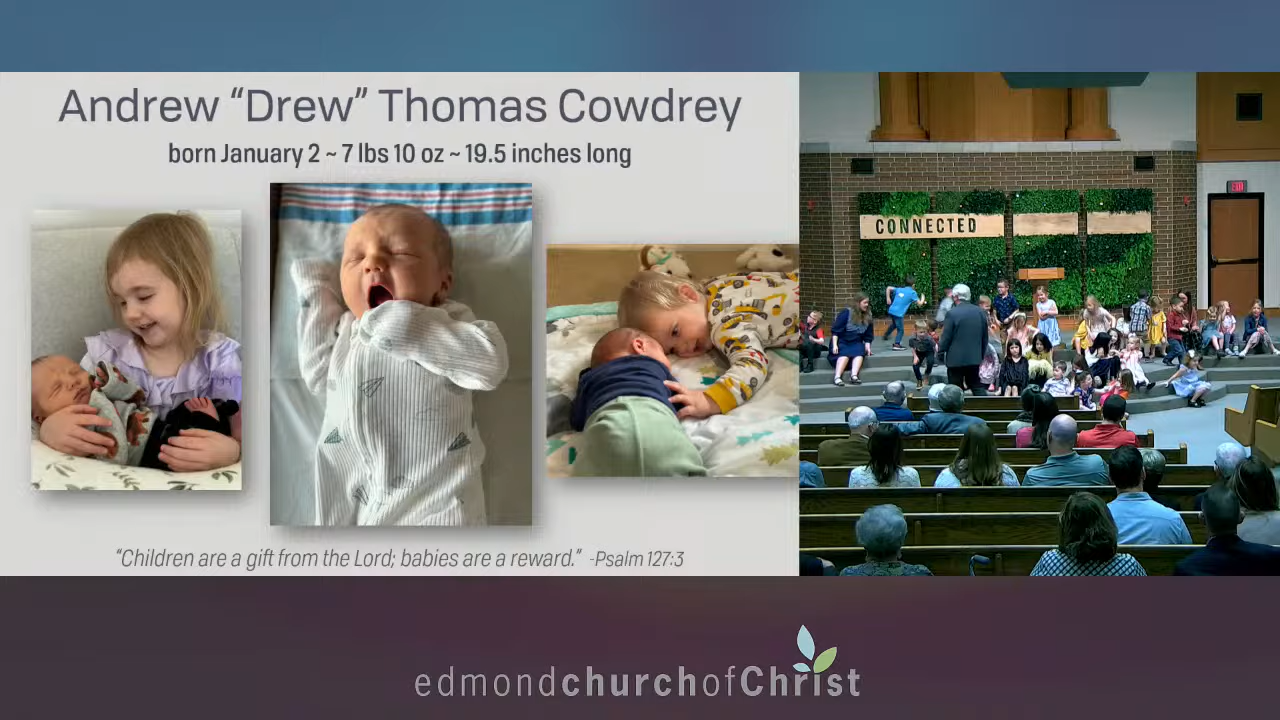 Andrew “Drew” Thomas Cowdrey
born January 2 ~ 7 lbs 10 oz ~ 19.5 inches long
CONNECTED
“Children are a gift from the Lord; babies are a reward.” -Psalm 127:3
edmondchurchofChrist